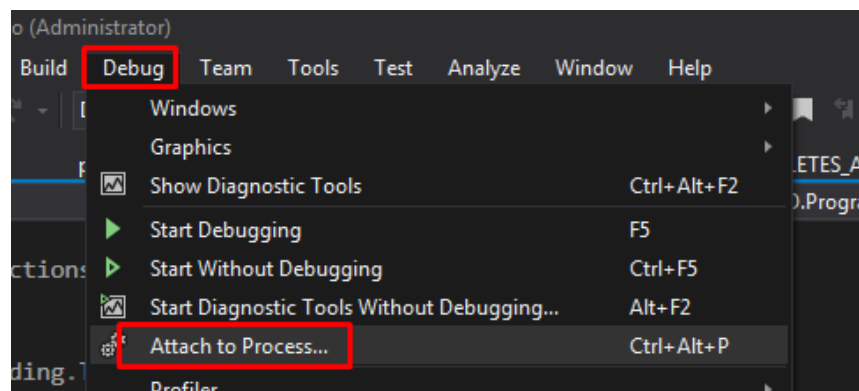 o (Administrator)
Build Debug Team Tools Test Analyze Window Help
Windows
Graphics
ETES_A
Show Diagnostic Tools Ctrl+Alt+F2
.Progra
Start Debugging F5
ctions
Start Without Debugging Ctrl+F5
Start Diagnostic Tools Without Debugging... Alt+F2
Attach to Process... Ctrl+Alt+P
ding.
Profiler